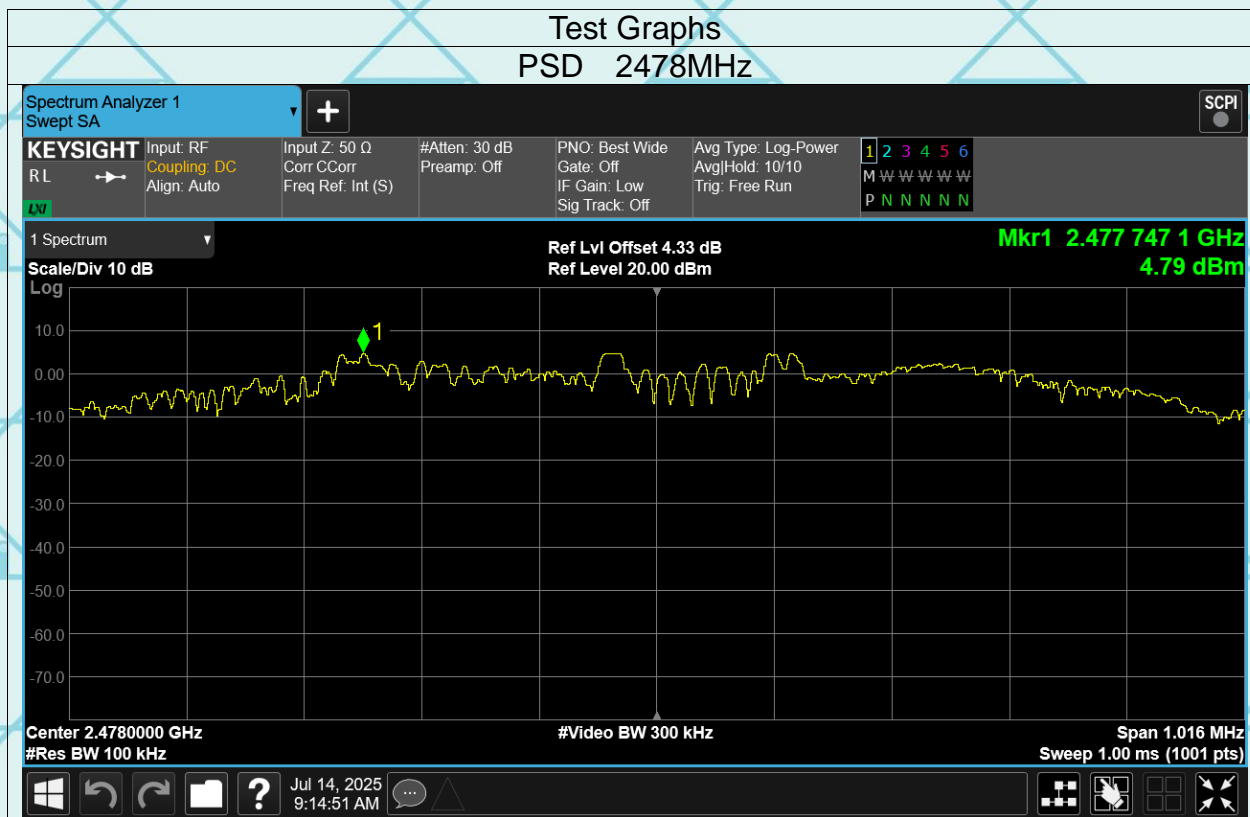 Test Graphs
PSD 2478MHz
Spectrum Analyzer 1
Swept SA
+
SCPI
KEYSIGHT
R L
LXI
Input: RF
Coupling: DC
Align: Auto
Input Z: 50 Ω
Corr CCorr
Freq Ref: Int (S)
#Atten: 30 dB
Preamp: Off
PNO: Best Wide
Gate: Off
IF Gain: Low
Sig Track: Off
Avg Type: Log-Power
Avg|Hold: 10/10
Trig: Free Run
1 2 3 4 5 6
M W W W W W
P N N N N N
1 Spectrum
Scale/Div 10 dB
Log
Ref Lvl Offset 4.33 dB
Ref Level 20.00 dBm
Mkr1 2.477 747 1 GHz
4.79 dBm
1
10.0
0.00
-10.0
-20.0
-30.0
-40.0
-50.0
-60.0
-70.0
Center 2.4780000 GHz
#Res BW 100 kHz
#Video BW 300 kHz
Span 1.016 MHz
Sweep 1.00 ms (1001 pts)
?
Jul 14, 2025
9:14:51 AM